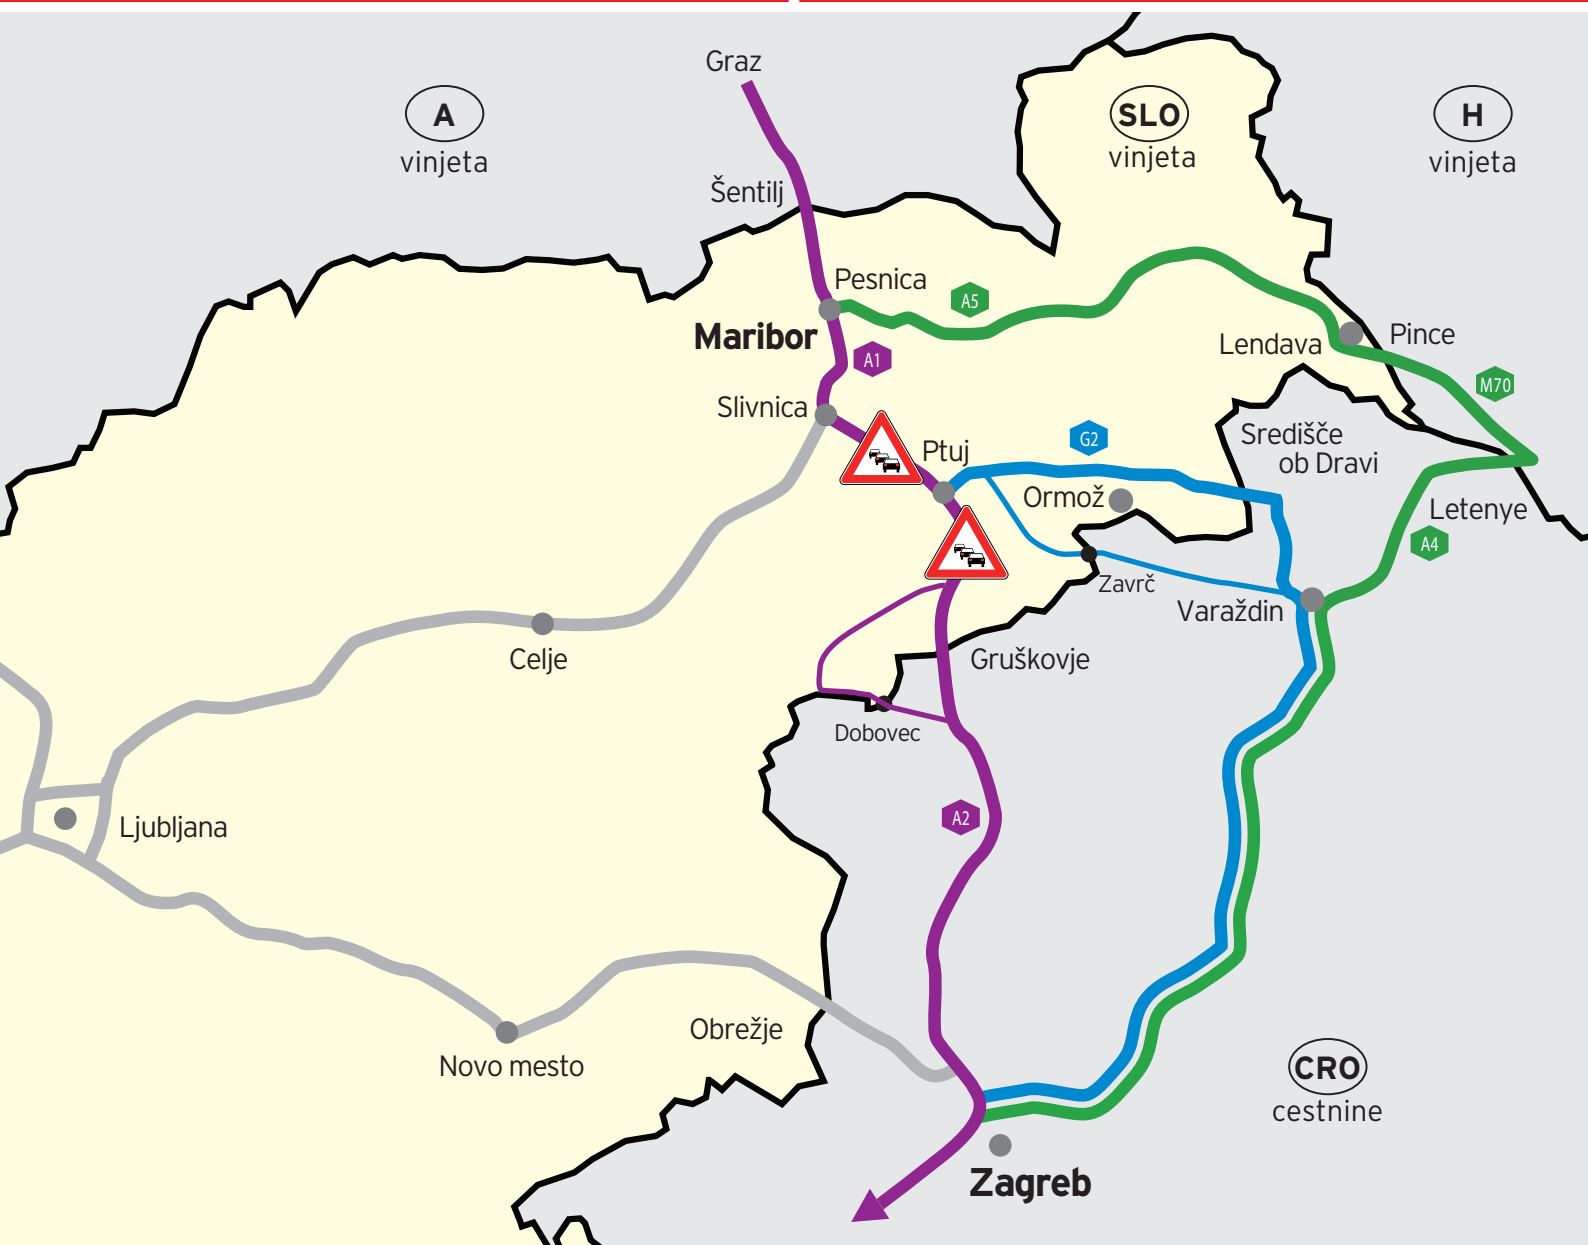 Graz
A
vinjeta
SLO
vinjeta
H
vinjeta
Šentilj
Pesnica
A5
Maribor
A1
Lendava
Pince
M70
Slivnica
Ptuj
G2
Središče
ob Dravi
Ormož
Letenye
A4
Zavrč
Varaždin
Celje
Gruškovje
Dobovec
A2
Ljubljana
Obrežje
Novo mesto
CRO
cestnine
Zagreb